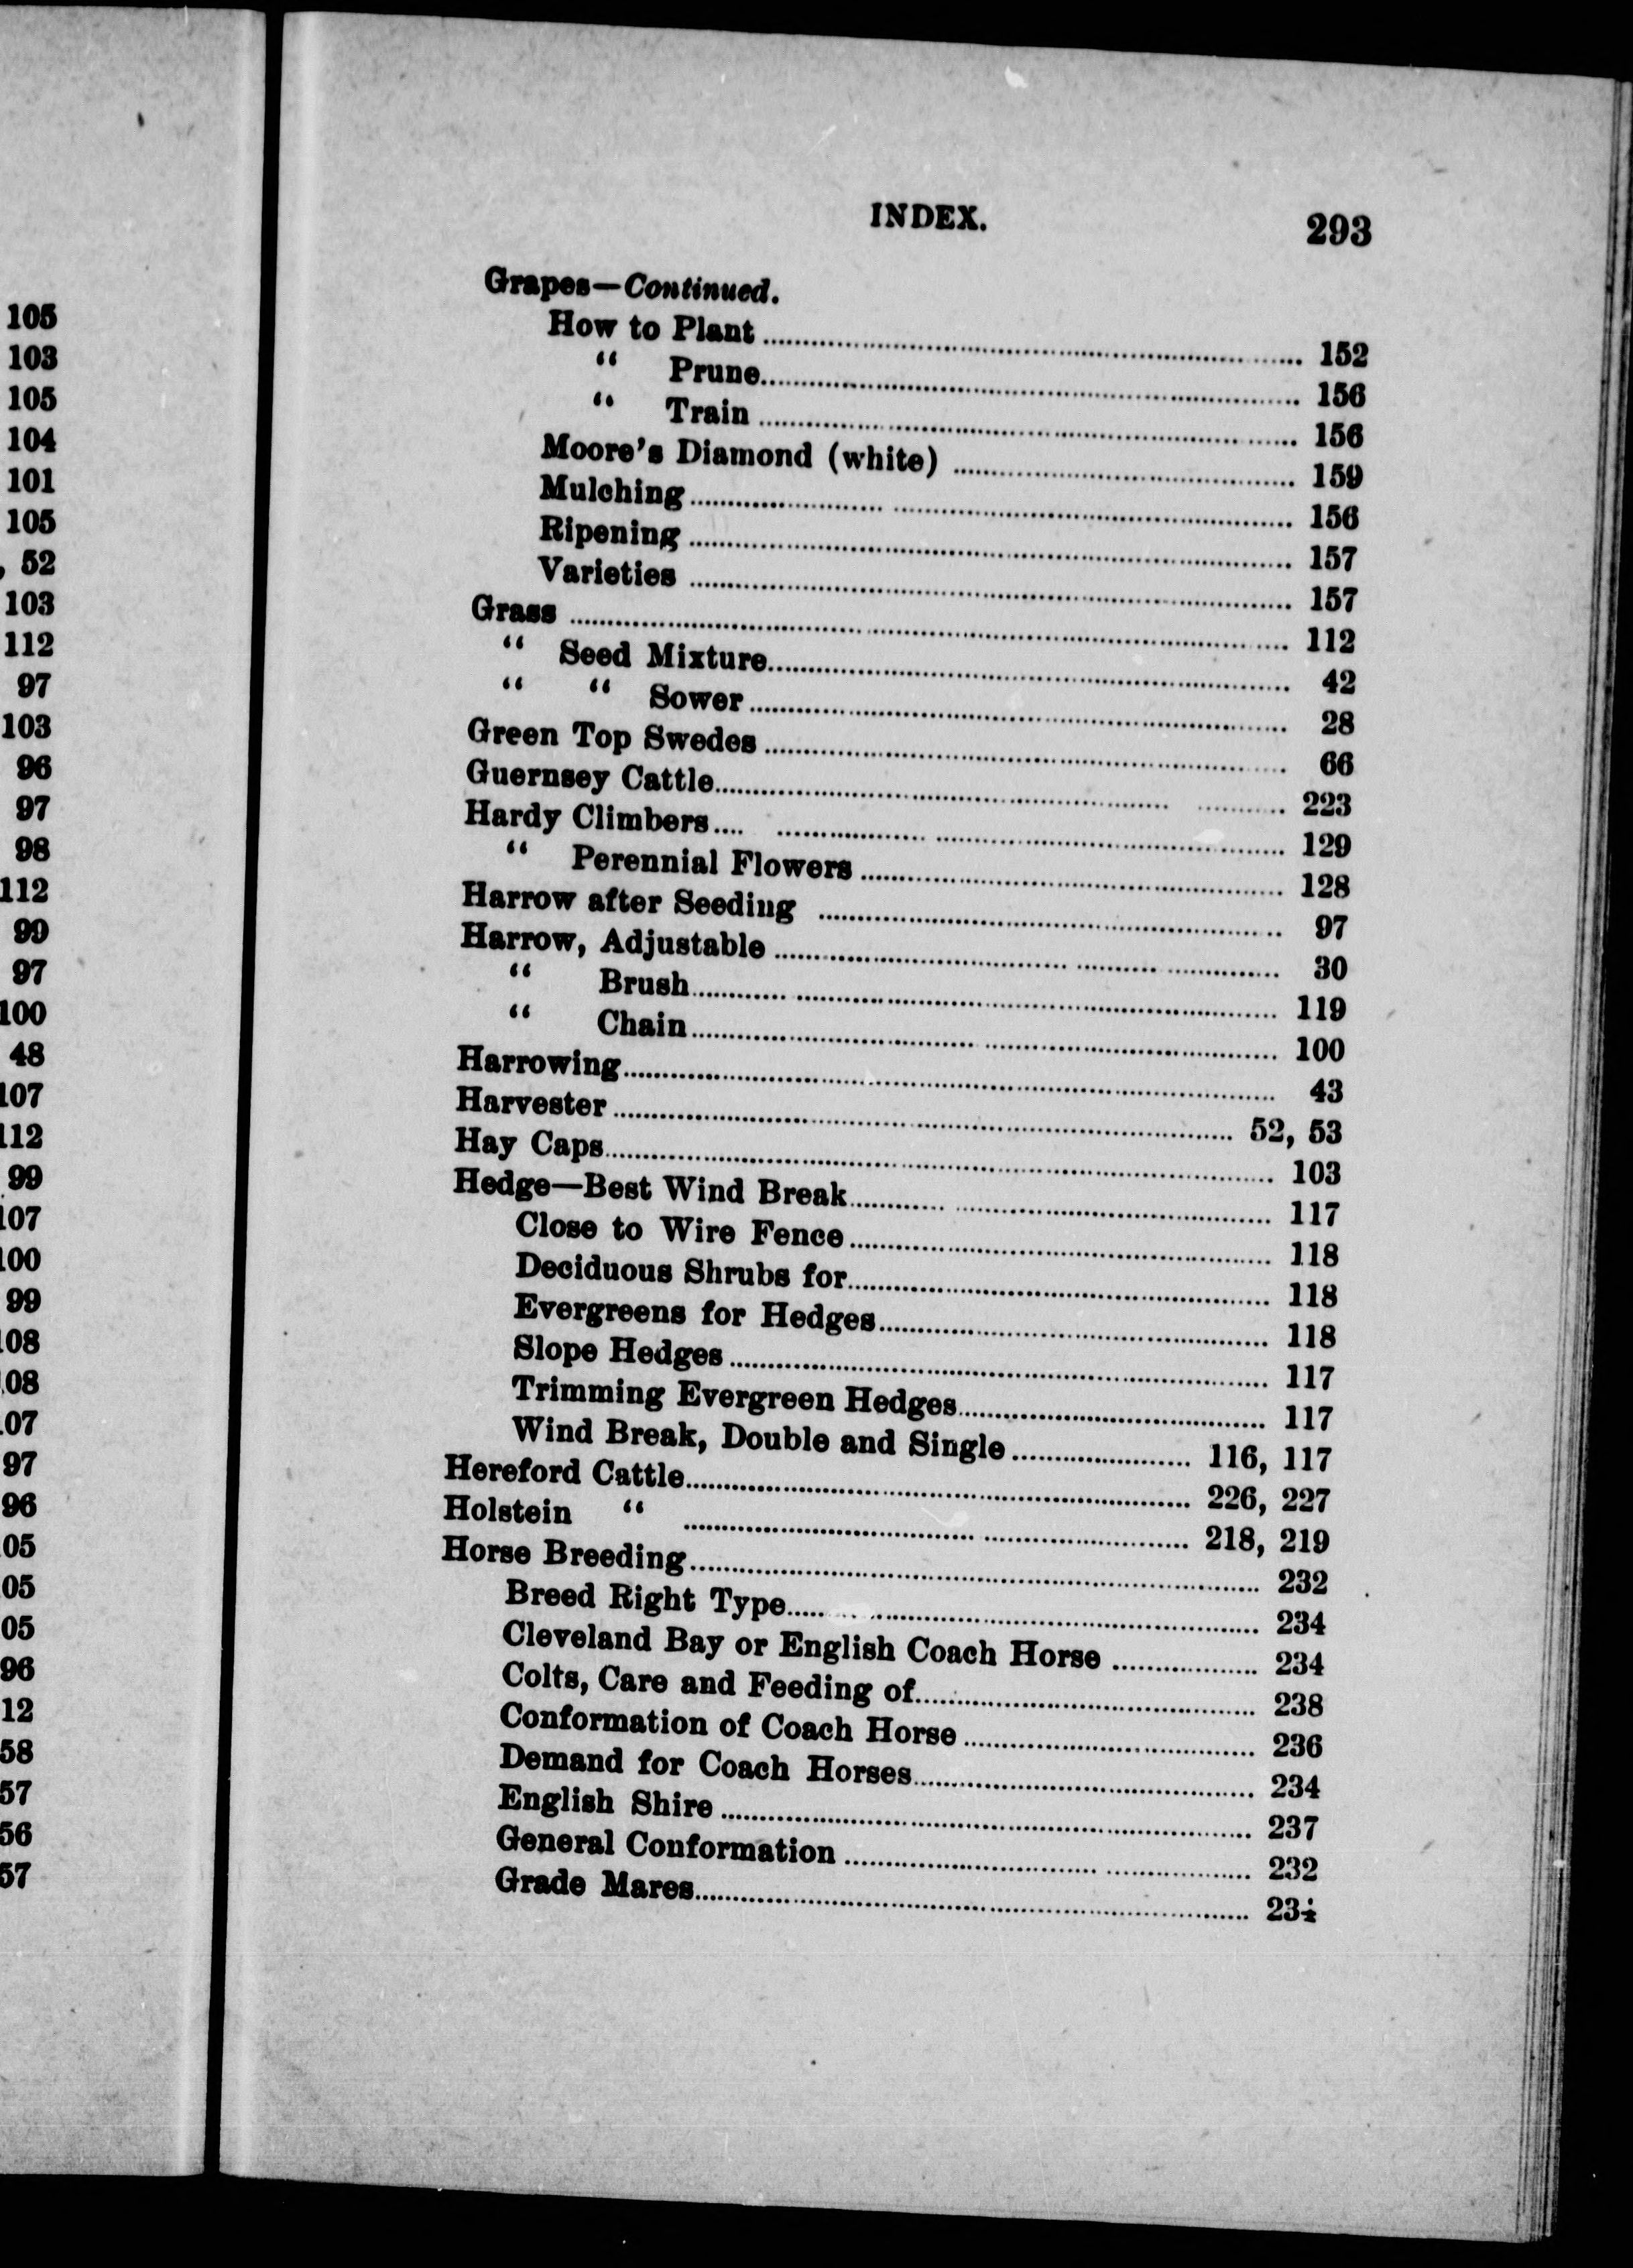 105
103
105
104
101
105
, 52
103
112
97
103
96
97
98
112
99
97
100
48
107
112
99
107
100
99
108
108
07
97
96
05
05
05
96
12
58
57
56
57
INDEX. 293
Grapes—Continued.
How to Plant ........ 152
“ Prune ........ 156
“ Train ........ 156
Moore's Diamond (white) ........ 159
Mulching ........ 156
Ripening ........ 157
Varieties ........ 157
Grass ........ 112
“ Seed Mixture ........ 42
“ “ Sower ........ 28
Green Top Swedes ........ 66
Guernsey Cattle ........ 223
Hardy Climbers ........ 129
“ Perennial Flowers ........ 128
Harrow after Seeding ........ 97
Harrow, Adjustable ........ 30
“ Brush ........ 119
“ Chain ........ 100
Harrowing ........ 43
Harvester ........ 52, 53
Hay Caps ........ 103
Hedge—Best Wind Break ........ 117
Close to Wire Fence ........ 118
Deciduous Shrubs for ........ 118
Evergreens for Hedges ........ 118
Slope Hedges ........ 117
Trimming Evergreen Hedges ........ 117
Wind Break, Double and Single ........ 116, 117
Hereford Cattle ........ 226, 227
Holstein “ ........ 218, 219
Horse Breeding ........ 232
Breed Right Type ........ 234
Cleveland Bay or English Coach Horse ........ 234
Colts, Care and Feeding of ........ 238
Conformation of Coach Horse ........ 236
Demand for Coach Horses ........ 234
English Shire ........ 237
General Conformation ........ 232
Grade Mares ........